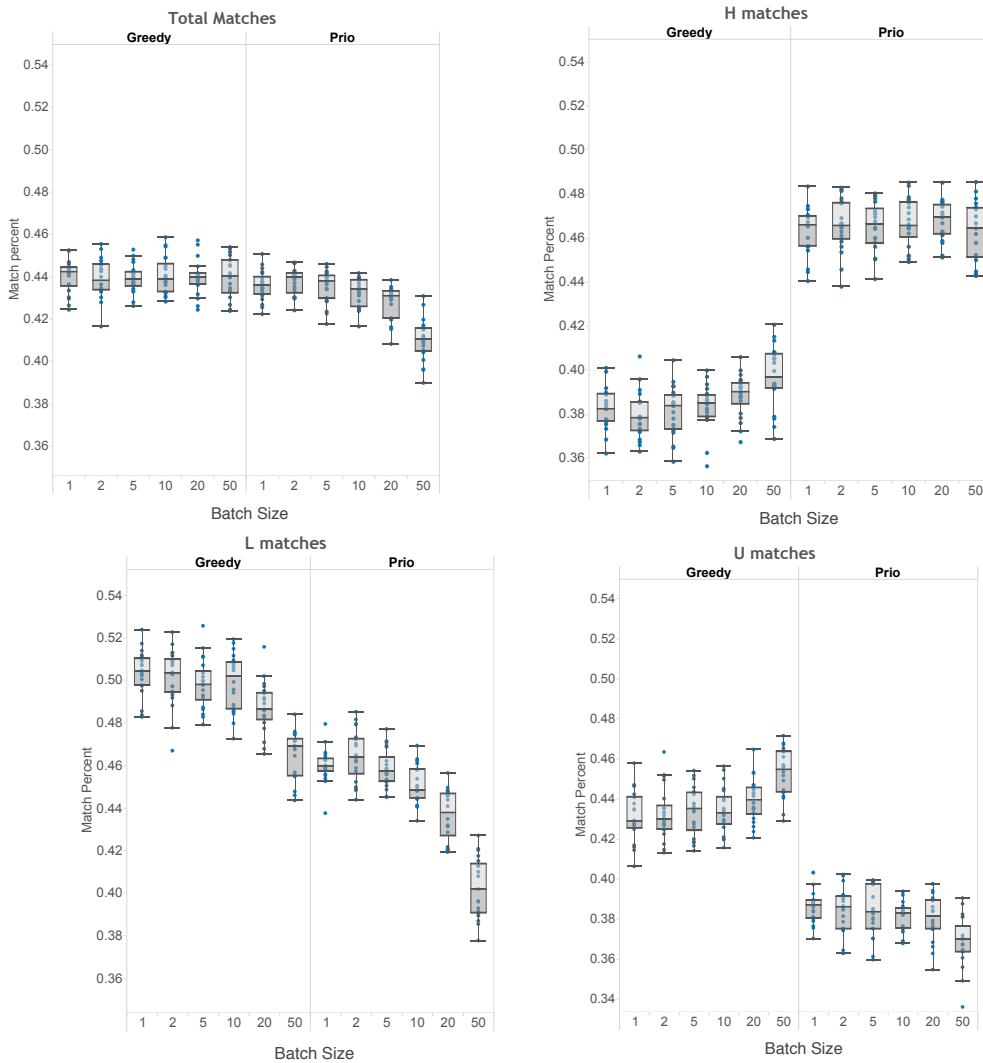 Total Matches
Greedy Prio
0.54
0.52
0.50
0.48
0.46
0.44
0.42
0.40
0.38
0.36
Match percent
1 2 5 10 20 50 1 2 5 10 20 50
Batch Size
H matches
Greedy Prio
0.54
0.52
0.50
0.48
0.46
0.44
0.42
0.40
0.38
0.36
Match Percent
1 2 5 10 20 50 1 2 5 10 20 50
Batch Size
L matches
Greedy Prio
0.54
0.52
0.50
0.48
0.46
0.44
0.42
0.40
0.38
0.36
Match Percent
1 2 5 10 20 50 1 2 5 10 20 50
Batch Size
U matches
Greedy Prio
0.54
0.52
0.50
0.48
0.46
0.44
0.42
0.40
0.38
0.36
0.34
Match Percent
1 2 5 10 20 50 1 2 5 10 20 50
Batch Size